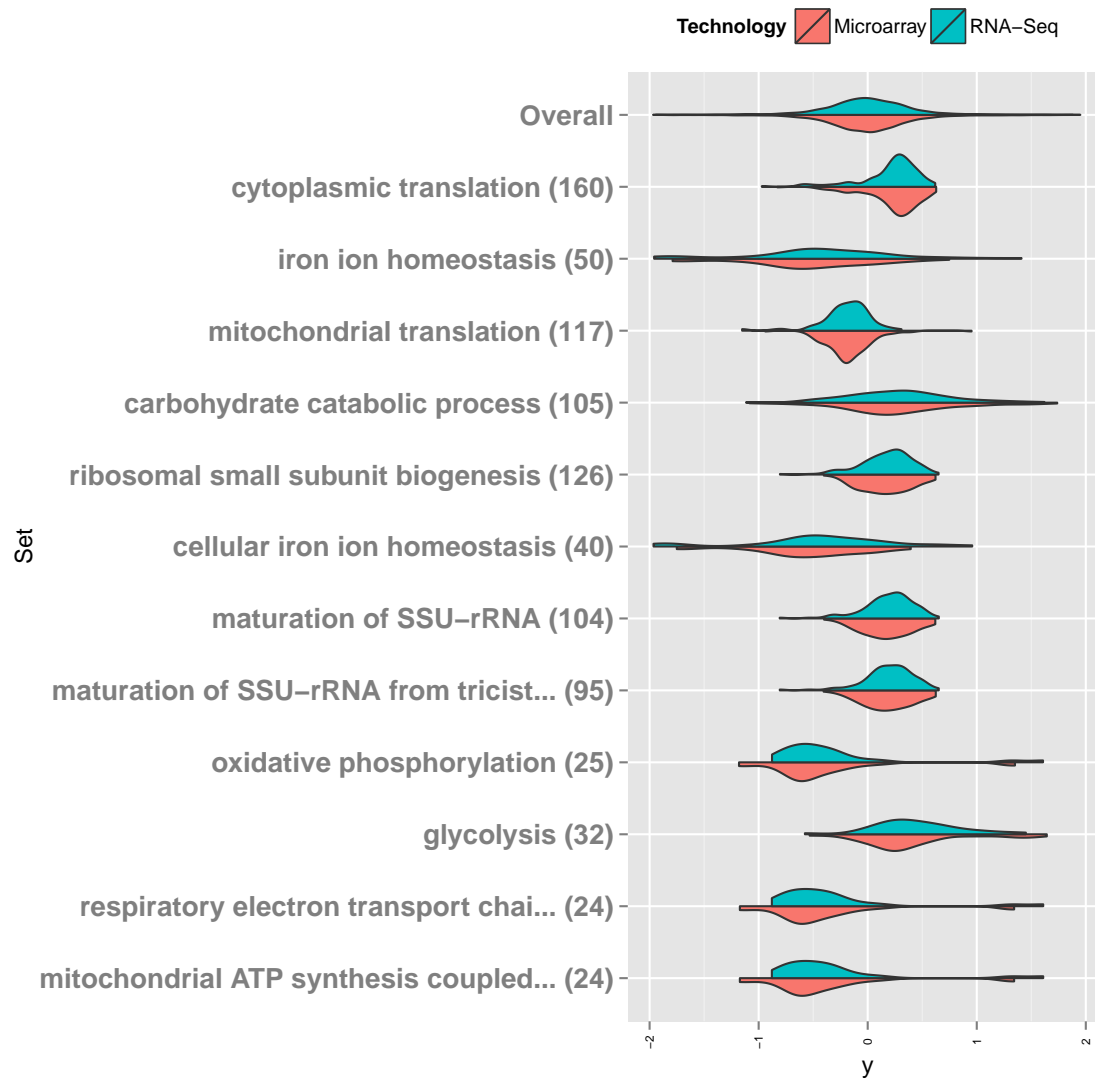 Technology Microarray RNA−Seq
Overall
cytoplasmic translation (160)
iron ion homeostasis (50)
mitochondrial translation (117)
carbohydrate catabolic process (105)
ribosomal small subunit biogenesis (126)
cellular iron ion homeostasis (40)
maturation of SSU−rRNA (104)
maturation of SSU−rRNA from tricist... (95)
oxidative phosphorylation (25)
glycolysis (32)
respiratory electron transport chai... (24)
mitochondrial ATP synthesis coupled... (24)
Set
−2 −1 0 1 2
y